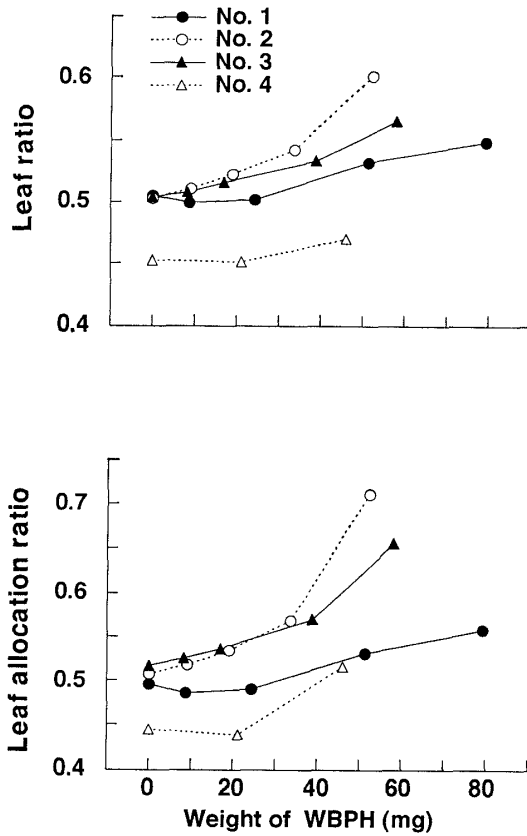 No. 1
No. 2
No. 3
No. 4
Leaf ratio
0.6
0.5
0.4
Leaf allocation ratio
0.7
0.6
0.5
0.4
0 20 40 60 80
Weight of WBPH (mg)